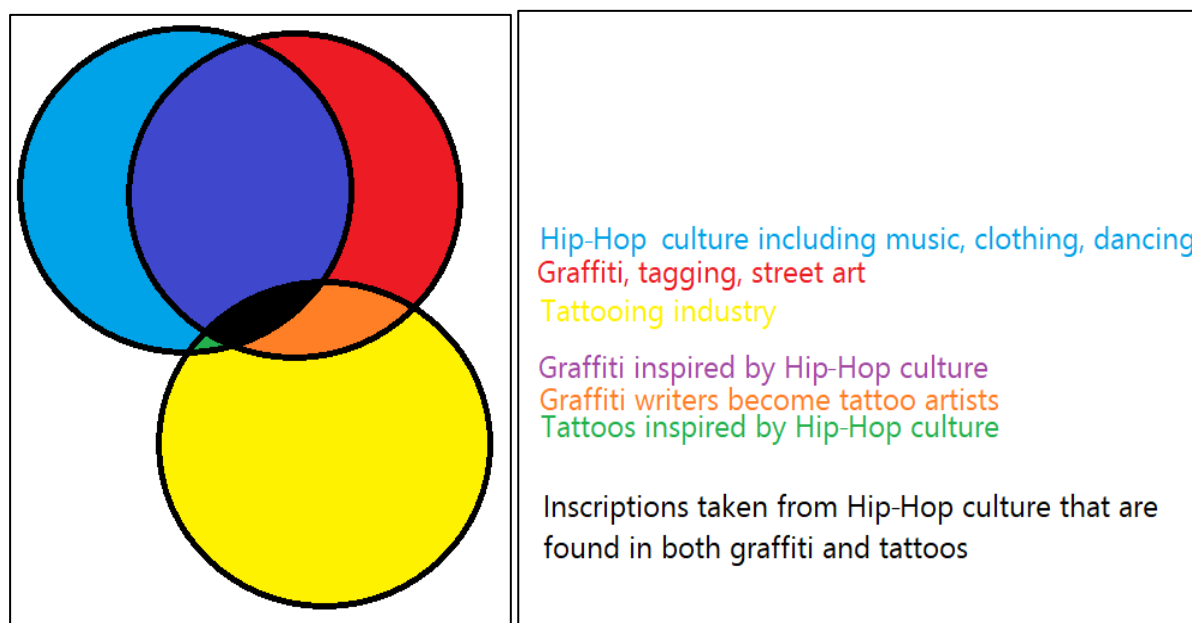 Hip-Hop culture including music, clothing, dancing
Graffiti, tagging, street art
Tattooing industry
Graffiti inspired by Hip-Hop culture
Graffiti writers become tattoo artists
Tattoos inspired by Hip-Hop culture
Inscriptions taken from Hip-Hop culture that are
found in both graffiti and tattoos